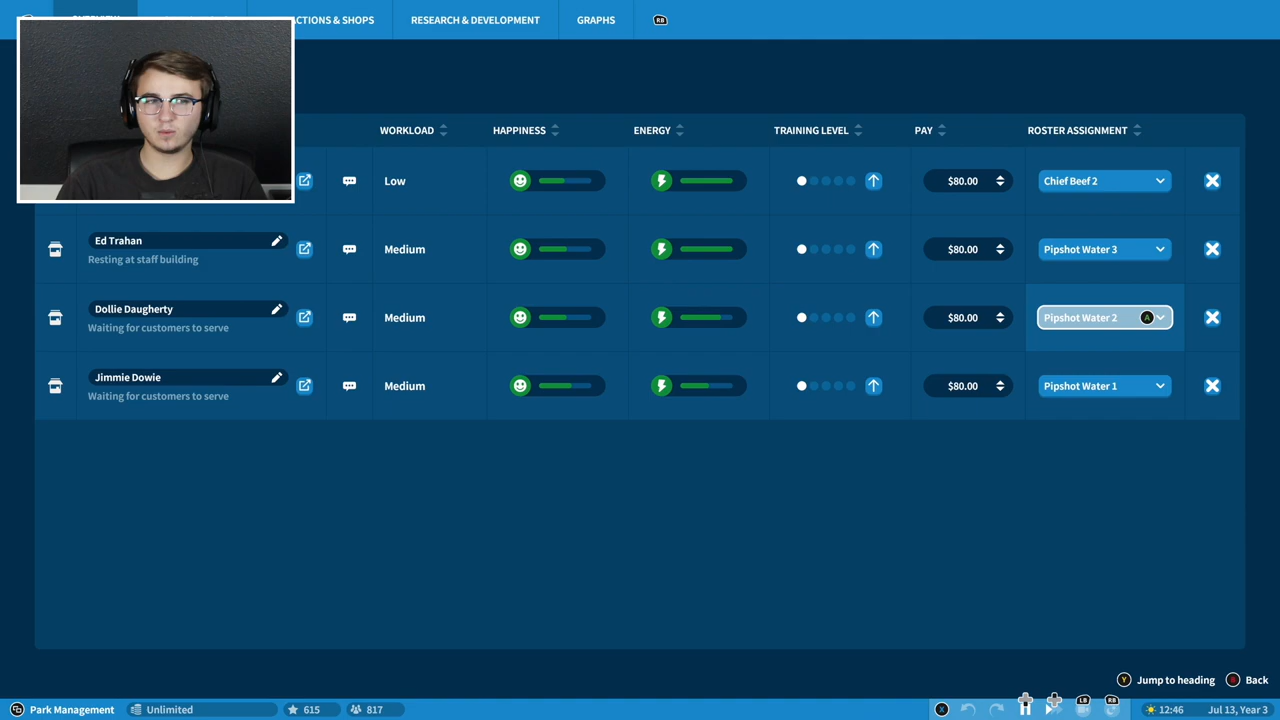 ACTIONS & SHOPS
RESEARCH & DEVELOPMENT
GRAPHS
RB
WORKLOAD
HAPPINESS
ENERGY
TRAINING LEVEL
PAY
ROSTER ASSIGNMENT
Low
$80.00
Chief Beef 2
Ed Trahan
Resting at staff building
Medium
$80.00
Pipshot Water 3
Dollie Daugherty
Waiting for customers to serve
Medium
$80.00
Pipshot Water 2
A
Jimmie Dowie
Waiting for customers to serve
Medium
$80.00
Pipshot Water 1
Y Jump to heading
Back
Park Management
Unlimited
615
817
X
LB
RB
12:46
Jul 13, Year 3